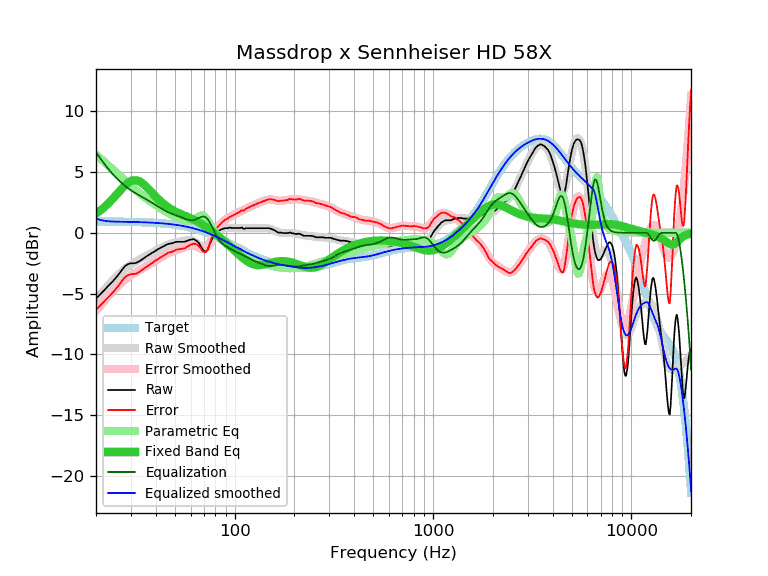 Massdrop x Sennheiser HD 58X
10
5
0
−5
−10
−15
−20
Amplitude (dBr)
Target
Raw Smoothed
Error Smoothed
Raw
Error
Parametric Eq
Fixed Band Eq
Equalization
Equalized smoothed
100
1000
10000
Frequency (Hz)